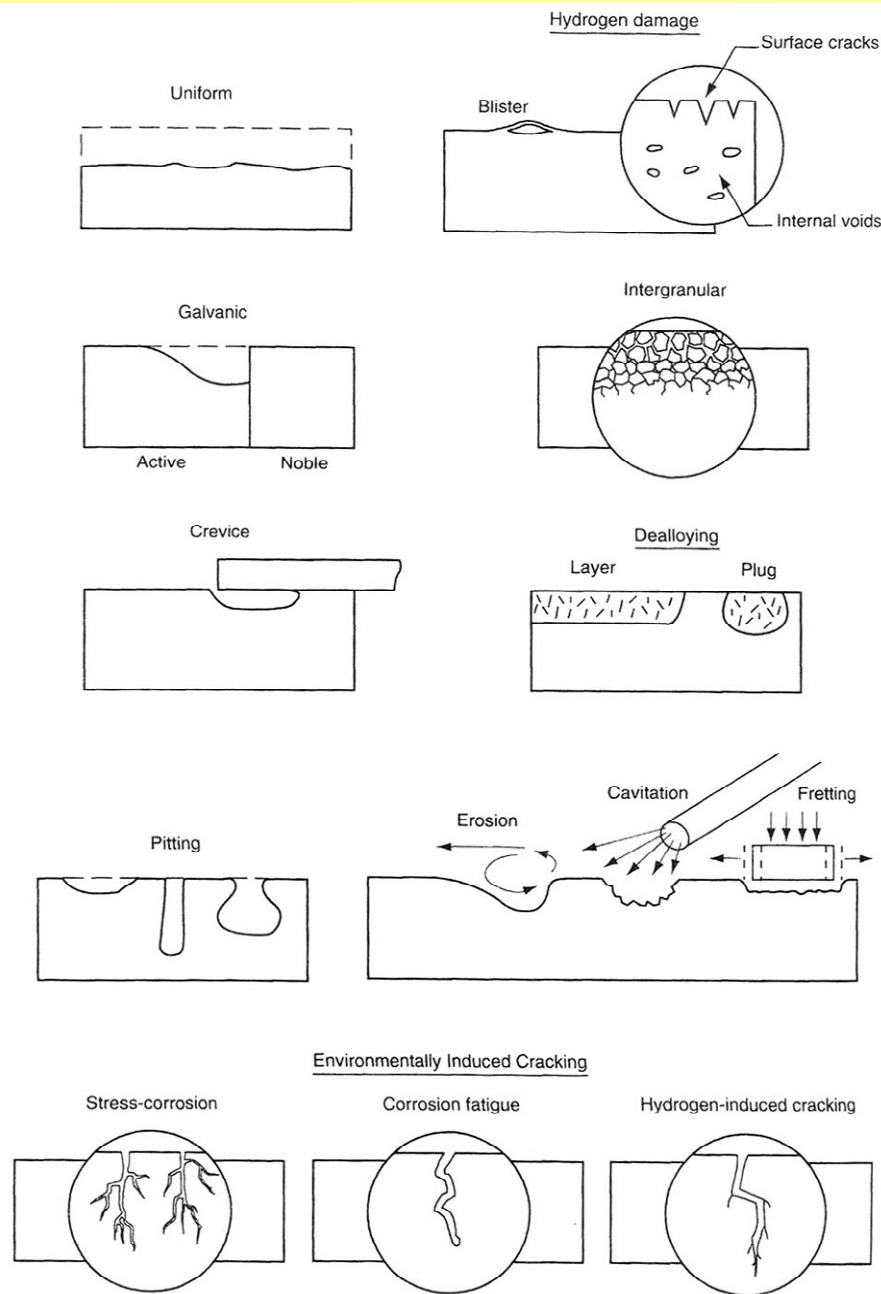 Hydrogen damage
Surface cracks
Uniform
Blister
Internal voids
Galvanic
Intergranular
Active
Noble
Crevice
Dealloying
Layer
Plug
Cavitation
Fretting
Erosion
Pitting
Environmentally Induced Cracking
Stress-corrosion
Corrosion fatigue
Hydrogen-induced cracking